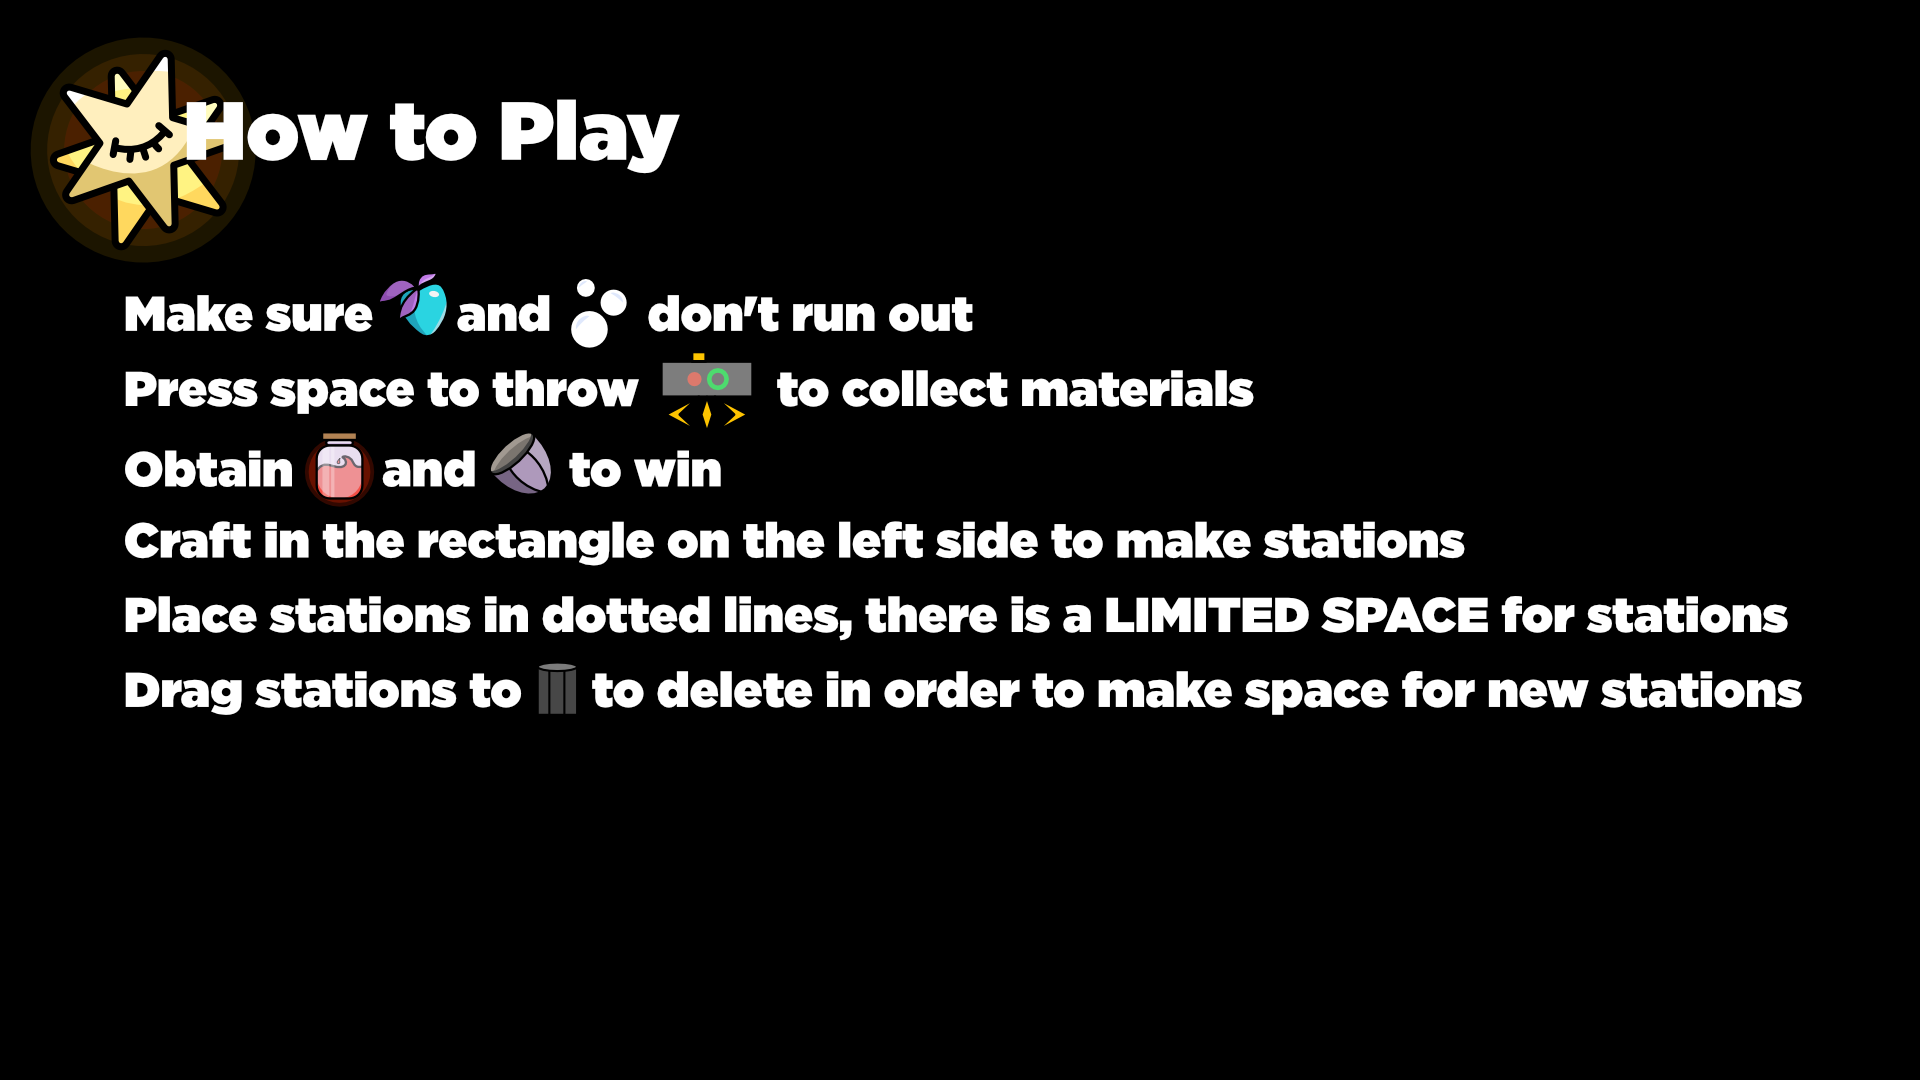 How to Play
Make sure and don't run out
Press space to throw to collect materials
Obtain and to win
Craft in the rectangle on the left side to make stations
Place stations in dotted lines, there is a LIMITED SPACE for stations
Drag stations to to delete in order to make space for new stations